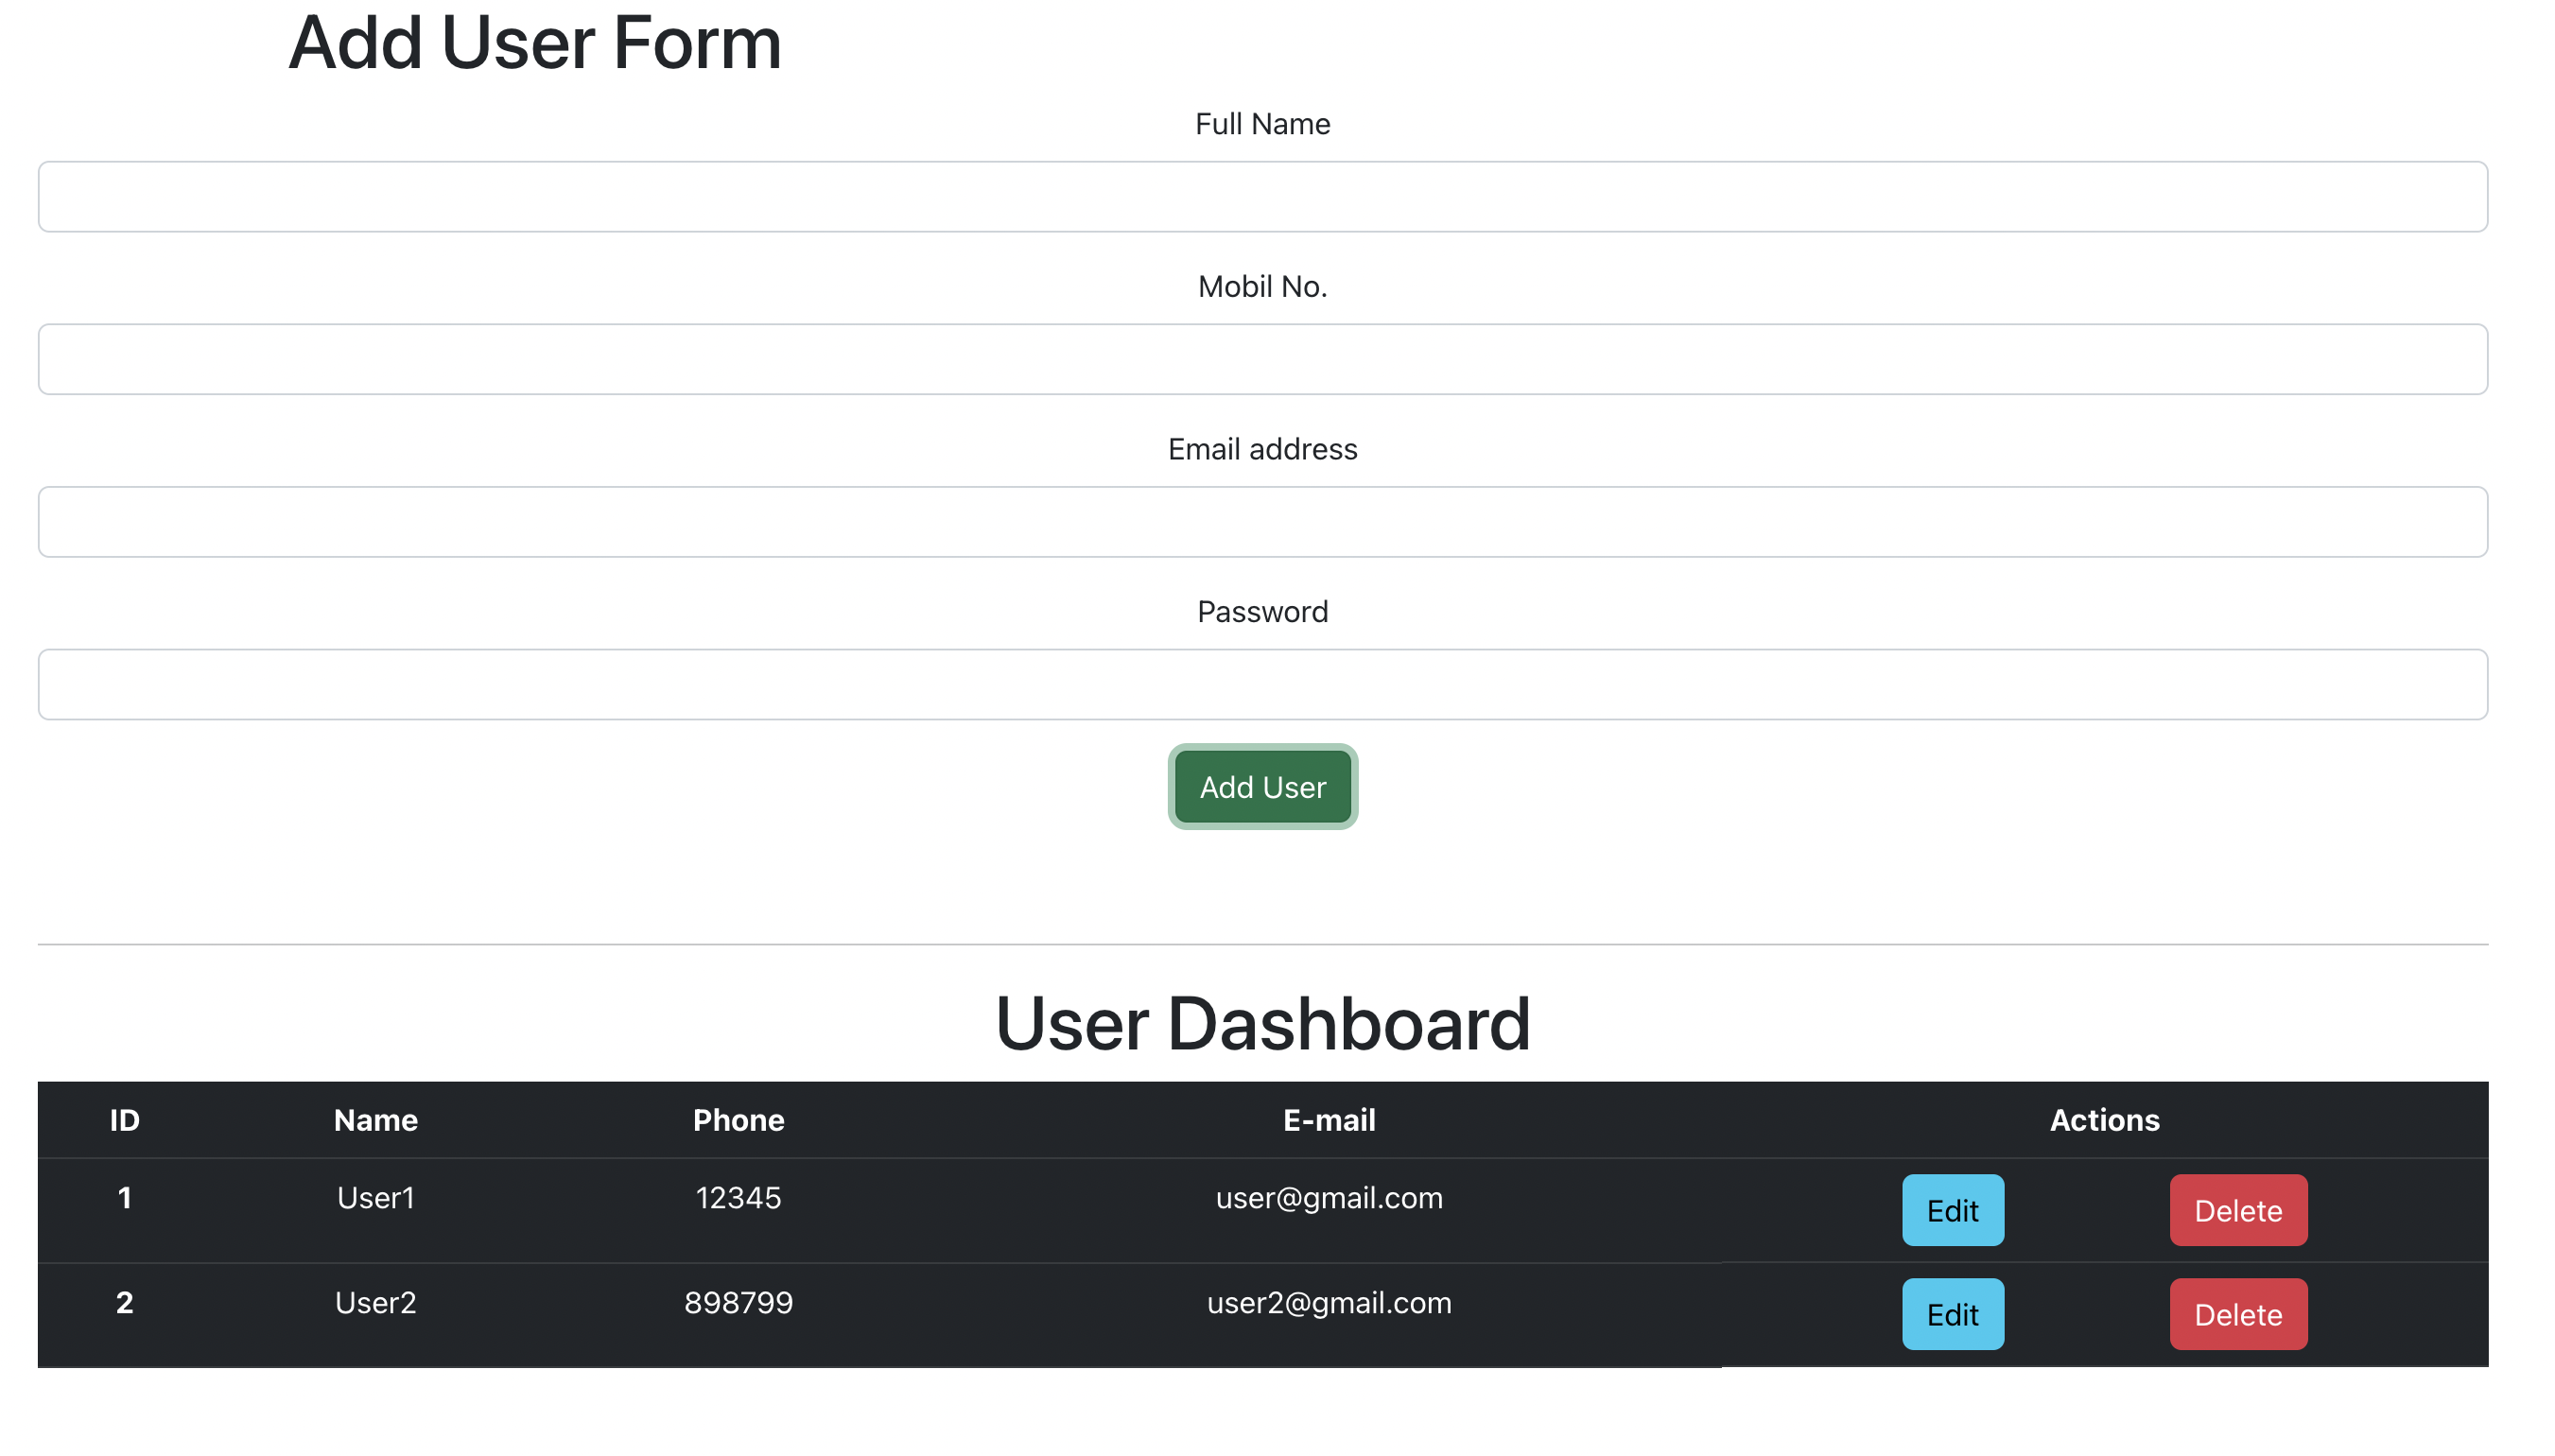 Add User Form
Full Name
Mobil No.
Email address
Password
Add User
User Dashboard
ID Name Phone E-mail Actions
1 User1 12345 user@gmail.com Edit Delete
2 User2 898799 user2@gmail.com Edit Delete